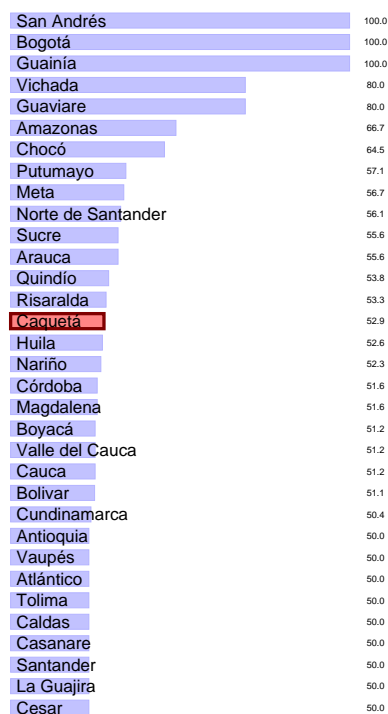 San Andrés 100.0
Bogotá 100.0
Guainía 100.0
Vichada 80.0
Guaviare 80.0
Amazonas 66.7
Chocó 64.5
Putumayo 57.1
Meta 56.7
Norte de Santander 56.1
Sucre 55.6
Arauca 55.6
Quindío 53.8
Risaralda 53.3
Caquetá 52.9
Huila 52.6
Nariño 52.3
Córdoba 51.6
Magdalena 51.6
Boyacá 51.2
Valle del Cauca 51.2
Cauca 51.2
Bolivar 51.1
Cundinamarca 50.4
Antioquia 50.0
Vaupés 50.0
Atlántico 50.0
Tolima 50.0
Caldas 50.0
Casanare 50.0
Santander 50.0
La Guajira 50.0
Cesar 50.0